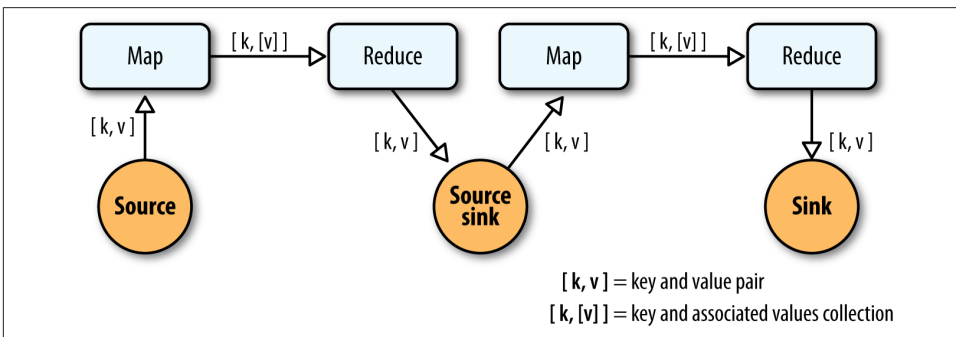 Map
[ k, [v] ]
Reduce
Map
[ k, [v] ]
Reduce
[ k, v ]
[ k, v ]
[ k, v ]
[ k, v ]
Source
Source
sink
Sink
[ k, v ] = key and value pair
[ k, [v] ] = key and associated values collection